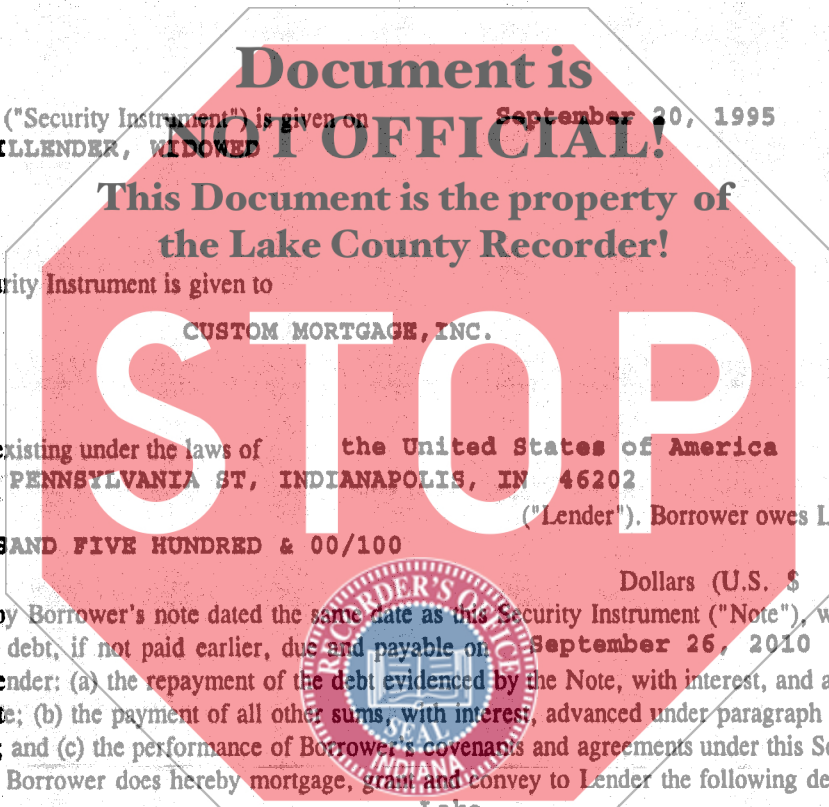 Document is
("Security Instrument") is given on September 20, 1995
NOT OFFICIAL!
ILLENDER, WIDOWED
This Document is the property of
the Lake County Recorder!
rity Instrument is given to
CUSTOM MORTGAGE, INC.
STOP
existing under the laws of the United States of America
PENNSYLVANIA ST, INDIANAPOLIS, IN 46202
("Lender"). Borrower owes L
SAND FIVE HUNDRED & 00/100
Dollars (U.S. $
by Borrower's note dated the same date as this Security Instrument ("Note"), w
debt, if not paid earlier, due and payable on September 26, 2010
ender: (a) the repayment of the debt evidenced by the Note, with interest, and a
te; (b) the payment of all other sums, with interest, advanced under paragraph
; and (c) the performance of Borrower's covenants and agreements under this Se
Borrower does hereby mortgage, grant and convey to Lender the following de
Lake
RECORDER'S OFFICE
SEAL
INDIANA